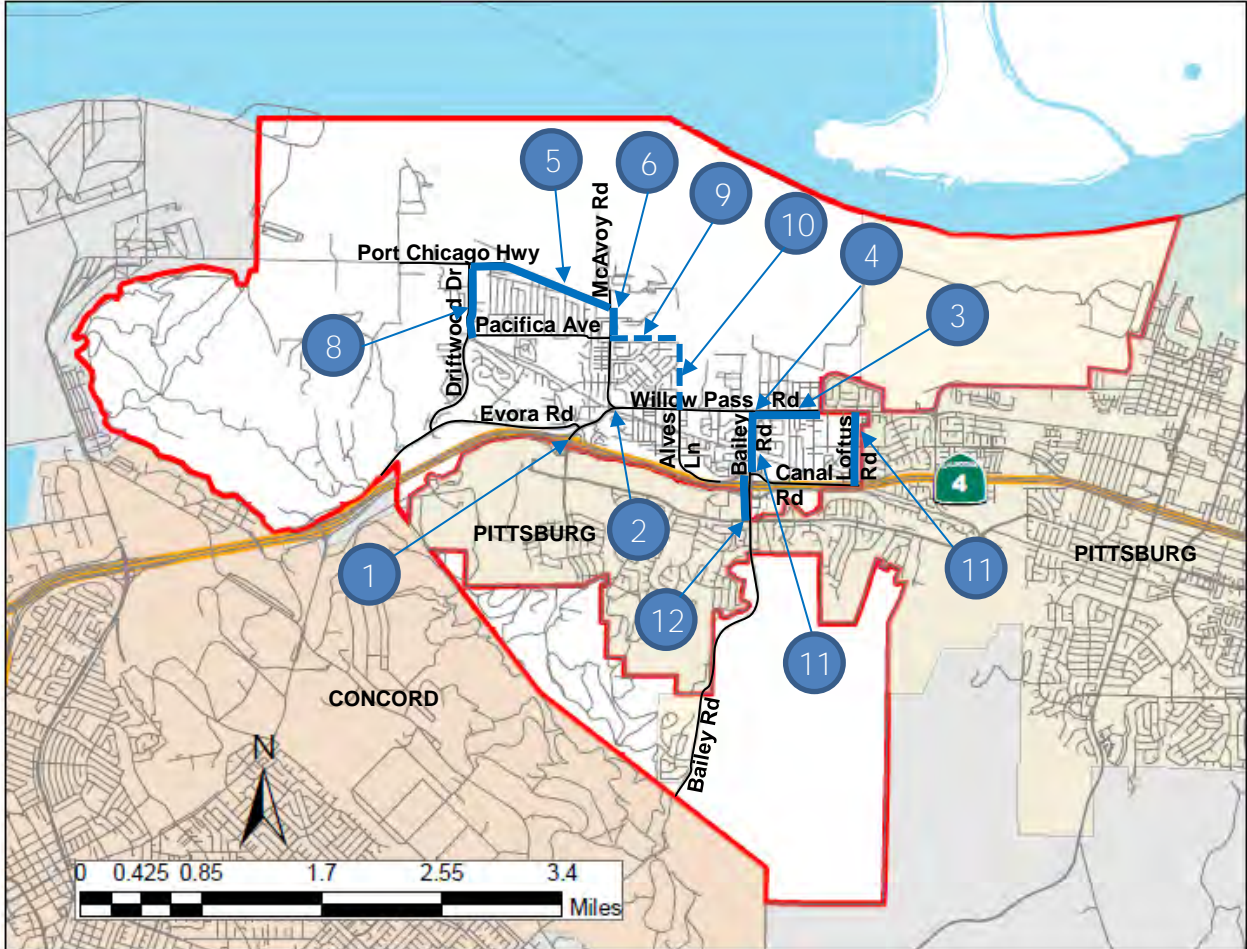 5
6
9
10
4
3
McAvoy Rd
Port Chicago Hwy
Driftwood Dr
8
Pacifica Ave
Willow Pass Rd
Evora Rd
Alves
Ln
Bailey
Rd
Loftus
Rd
Canal
Rd
4
PITTSBURG
2
PITTSBURG
1
11
12
11
CONCORD
Bailey Rd
N
0 0.425 0.85 1.7 2.55 3.4
Miles